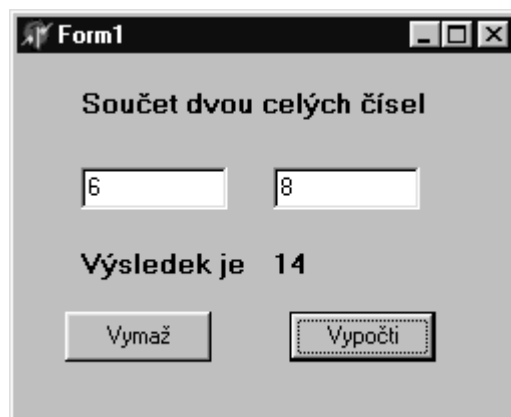 Form1
Součet dvou celých čísel
6 8
Výsledek je 14
Vymaž Vypočti